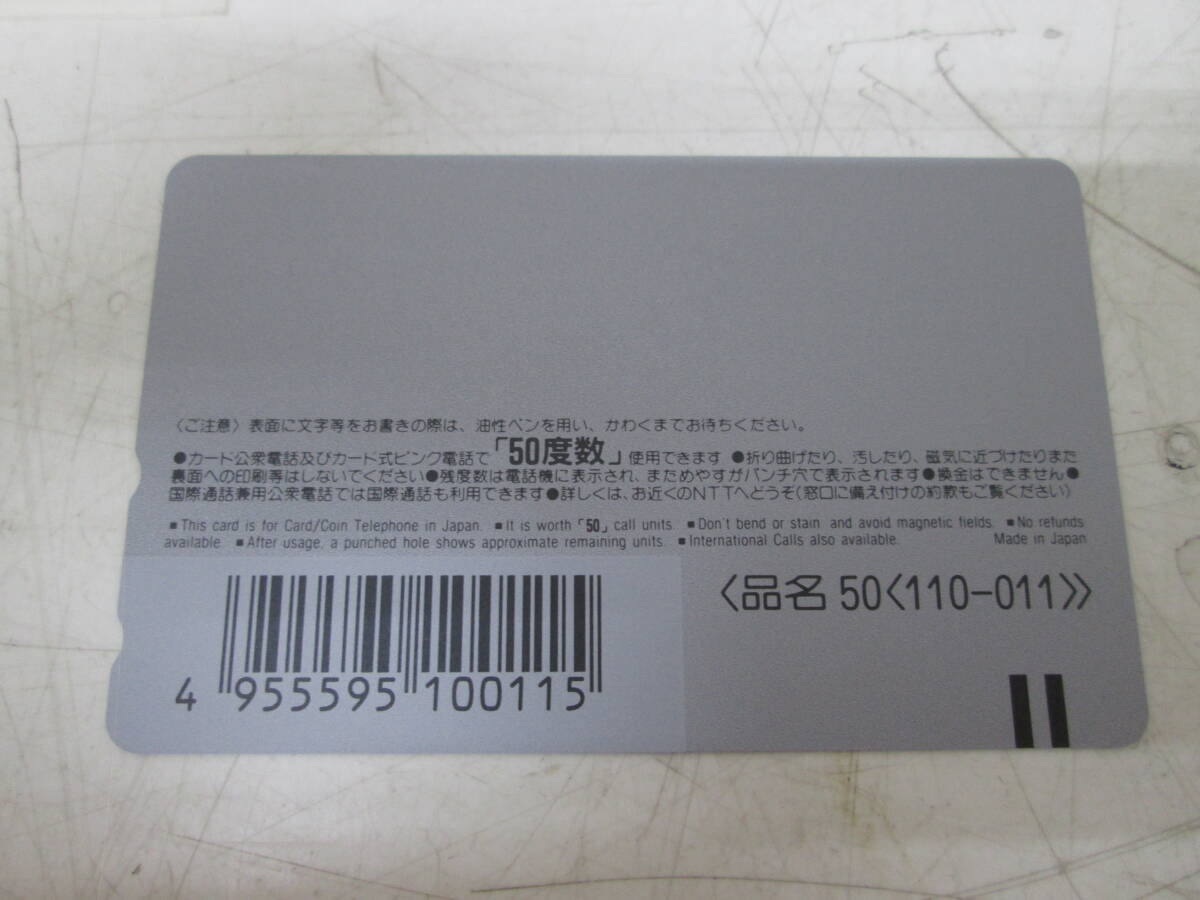 〈ご注意〉表面に文字等をお書きの際は、油性ペンを用い、かわくまでお待ちください。
●カード公衆電話及びカード式ピンク電話で「50度数」使用できます ●折り曲げたり、汚したり、磁気に近づけたりまた
裏面への印刷等はしないでください●残度数は電話機に表示され、まためやすがパンチ穴で表示されます●換金はできません●
国際通話兼用公衆電話では国際通話も利用できます●詳しくは、お近くのNTTへどうぞ(窓口に備え付けの約款もご覧ください)
■This card is for Card/Coin Telephone in Japan. ■It is worth「50」call units. ■Don't bend or stain and avoid magnetic fields. ■No refunds
available. ■After usage, a punched hole shows approximate remaining units. ■International Calls also available. Made in Japan
〈品名 50〈110-011〉〉
4 955595 100115